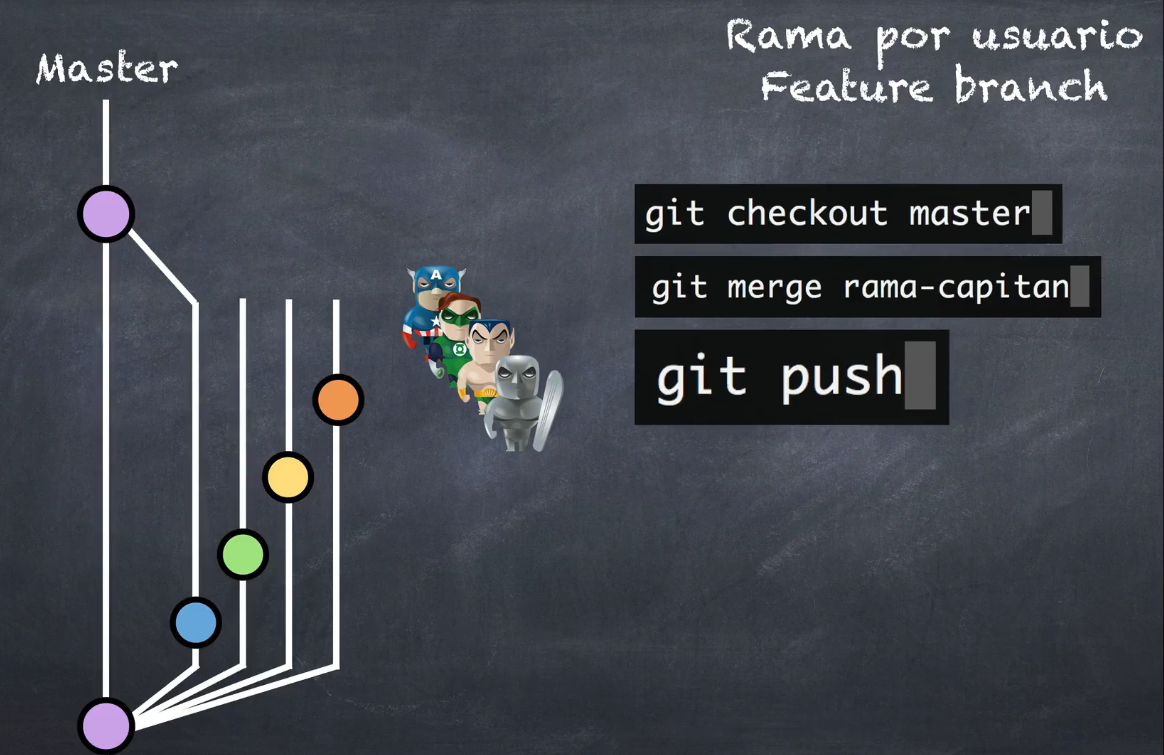 Rama por usuario
Feature branch
Master
git checkout master
git merge rama-capitan
git push
A